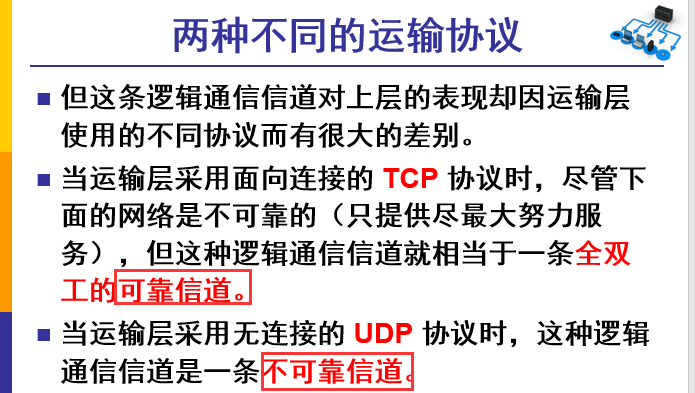 两种不同的运输协议
但这条逻辑通信信道对上层的表现却因运输层
使用的不同协议而有很大的差别。
当运输层采用面向连接的 TCP 协议时，尽管下
面的网络是不可靠的（只提供尽最大努力服
务），但这种逻辑通信信道就相当于一条全双
工的可靠信道。
当运输层采用无连接的 UDP 协议时，这种逻辑
通信信道是一条不可靠信道。